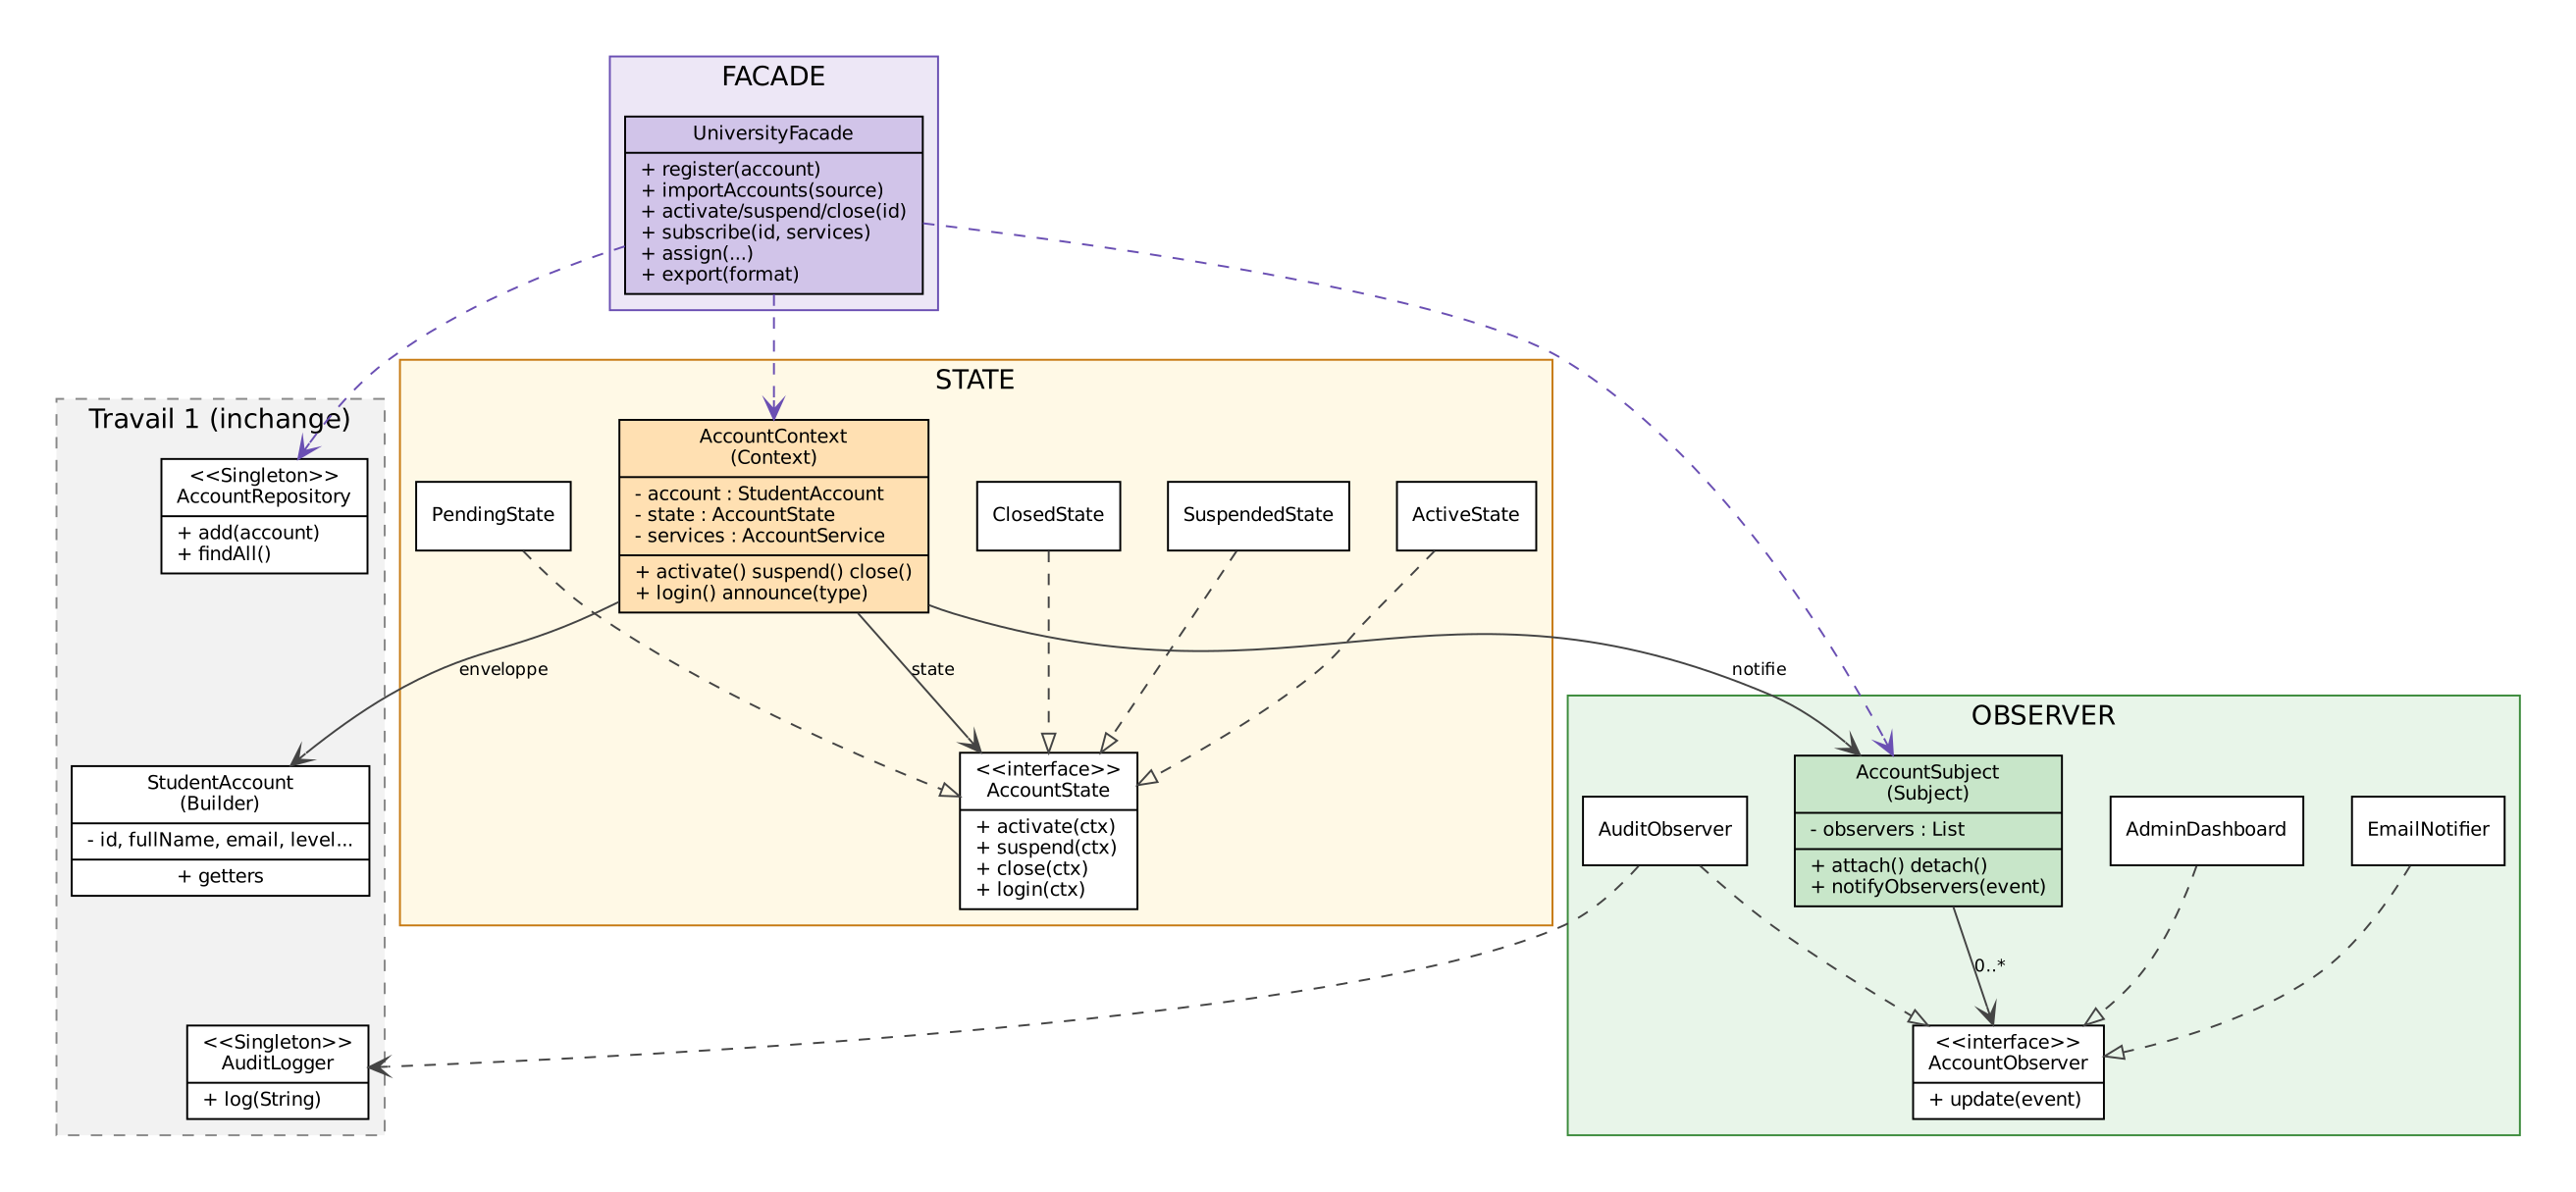 FACADE
UniversityFacade
+ register(account)
+ importAccounts(source)
+ activate/suspend/close(id)
+ subscribe(id, services)
+ assign(...)
+ export(format)
Travail 1 (inchange)
<<Singleton>>
AccountRepository
+ add(account)
+ findAll()
StudentAccount
(Builder)
- id, fullName, email, level...
+ getters
<<Singleton>>
AuditLogger
+ log(String)
STATE
PendingState
AccountContext
(Context)
- account : StudentAccount
- state : AccountState
- services : AccountService
+ activate() suspend() close()
+ login() announce(type)
ClosedState
SuspendedState
ActiveState
enveloppe
state
notifie
<<interface>>
AccountState
+ activate(ctx)
+ suspend(ctx)
+ close(ctx)
+ login(ctx)
OBSERVER
AuditObserver
AccountSubject
(Subject)
- observers : List
+ attach() detach()
+ notifyObservers(event)
AdminDashboard
EmailNotifier
0..*
<<interface>>
AccountObserver
+ update(event)